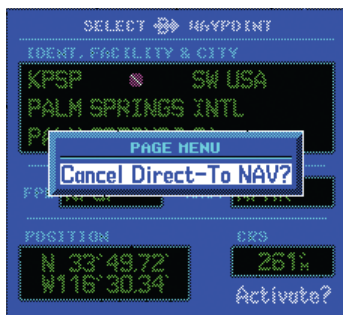 SELECT WAYPOINT
IDENT, FACILITY & CITY
KPSP SW USA
PALM SPRINGS INTL
PAGE MENU
Cancel Direct-To NAV?
POSITION CRS
N 33°49.72' 261°M
W116°30.34'
Activate?